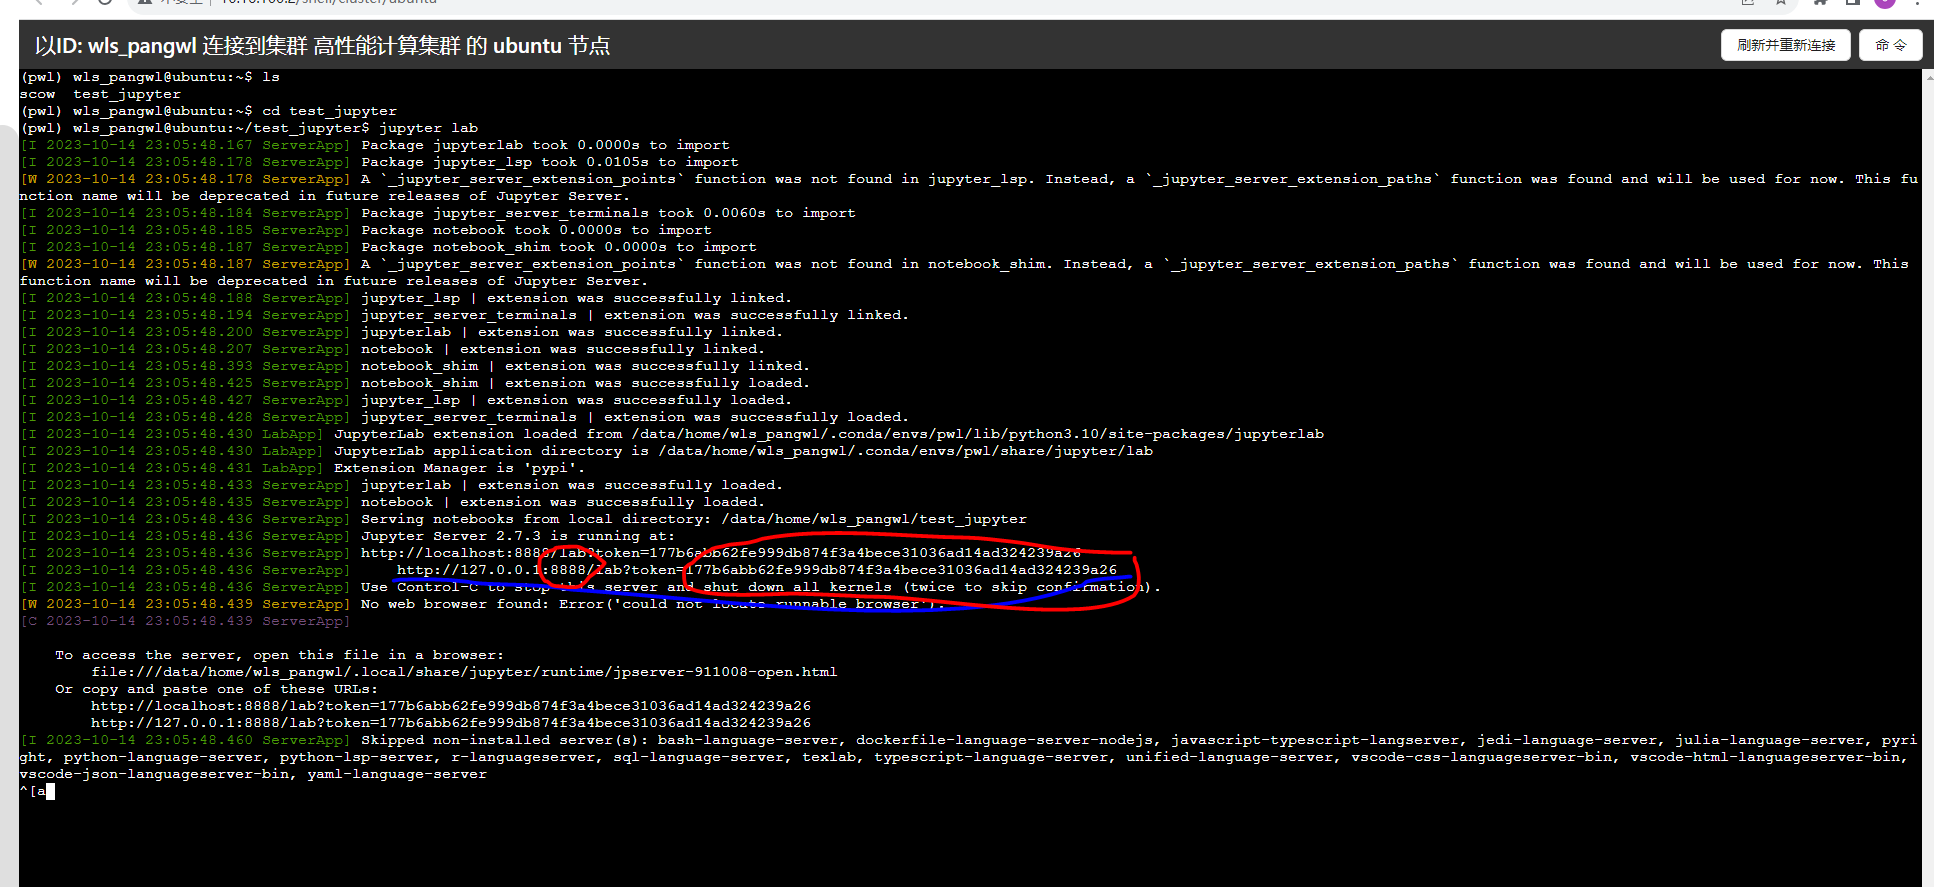 以ID: wls_pangwl 连接到集群 高性能计算集群 的 ubuntu 节点
刷新并重新连接
命 令
(pwl) wls_pangwl@ubuntu:~$ ls
scow  test_jupyter
(pwl) wls_pangwl@ubuntu:~$ cd test_jupyter
(pwl) wls_pangwl@ubuntu:~/test_jupyter$ jupyter lab
[I 2023-10-14 23:05:48.167 ServerApp] Package jupyterlab took 0.0000s to import
[I 2023-10-14 23:05:48.178 ServerApp] Package jupyter_lsp took 0.0105s to import
[W 2023-10-14 23:05:48.178 ServerApp] A `_jupyter_server_extension_points` function was not found in jupyter_lsp. Instead, a `_jupyter_server_extension_paths` function was found and will be used for now. This fu
nction name will be deprecated in future releases of Jupyter Server.
[I 2023-10-14 23:05:48.184 ServerApp] Package jupyter_server_terminals took 0.0060s to import
[I 2023-10-14 23:05:48.185 ServerApp] Package notebook took 0.0000s to import
[I 2023-10-14 23:05:48.187 ServerApp] Package notebook_shim took 0.0000s to import
[W 2023-10-14 23:05:48.187 ServerApp] A `_jupyter_server_extension_points` function was not found in notebook_shim. Instead, a `_jupyter_server_extension_paths` function was found and will be used for now. This
function name will be deprecated in future releases of Jupyter Server.
[I 2023-10-14 23:05:48.188 ServerApp] jupyter_lsp | extension was successfully linked.
[I 2023-10-14 23:05:48.194 ServerApp] jupyter_server_terminals | extension was successfully linked.
[I 2023-10-14 23:05:48.200 ServerApp] jupyterlab | extension was successfully linked.
[I 2023-10-14 23:05:48.207 ServerApp] notebook | extension was successfully linked.
[I 2023-10-14 23:05:48.393 ServerApp] notebook_shim | extension was successfully linked.
[I 2023-10-14 23:05:48.425 ServerApp] notebook_shim | extension was successfully loaded.
[I 2023-10-14 23:05:48.427 ServerApp] jupyter_lsp | extension was successfully loaded.
[I 2023-10-14 23:05:48.428 ServerApp] jupyter_server_terminals | extension was successfully loaded.
[I 2023-10-14 23:05:48.430 LabApp] JupyterLab extension loaded from /data/home/wls_pangwl/.conda/envs/pwl/lib/python3.10/site-packages/jupyterlab
[I 2023-10-14 23:05:48.430 LabApp] JupyterLab application directory is /data/home/wls_pangwl/.conda/envs/pwl/share/jupyter/lab
[I 2023-10-14 23:05:48.431 LabApp] Extension Manager is 'pypi'.
[I 2023-10-14 23:05:48.433 ServerApp] jupyterlab | extension was successfully loaded.
[I 2023-10-14 23:05:48.435 ServerApp] notebook | extension was successfully loaded.
[I 2023-10-14 23:05:48.436 ServerApp] Serving notebooks from local directory: /data/home/wls_pangwl/test_jupyter
[I 2023-10-14 23:05:48.436 ServerApp] Jupyter Server 2.7.3 is running at:
[I 2023-10-14 23:05:48.436 ServerApp] http://localhost:8888/lab?token=177b6abb62fe999db874f3a4bece31036ad14ad324239a26
[I 2023-10-14 23:05:48.436 ServerApp]     http://127.0.0.1:8888/lab?token=177b6abb62fe999db874f3a4bece31036ad14ad324239a26
[I 2023-10-14 23:05:48.436 ServerApp] Use Control-C to stop this server and shut down all kernels (twice to skip confirmation).
[W 2023-10-14 23:05:48.439 ServerApp] No web browser found: Error('could not locate runnable browser').
[C 2023-10-14 23:05:48.439 ServerApp]
To access the server, open this file in a browser:
file:///data/home/wls_pangwl/.local/share/jupyter/runtime/jpserver-911008-open.html
Or copy and paste one of these URLs:
http://localhost:8888/lab?token=177b6abb62fe999db874f3a4bece31036ad14ad324239a26
http://127.0.0.1:8888/lab?token=177b6abb62fe999db874f3a4bece31036ad14ad324239a26
[I 2023-10-14 23:05:48.460 ServerApp] Skipped non-installed server(s): bash-language-server, dockerfile-language-server-nodejs, javascript-typescript-langserver, jedi-language-server, julia-language-server, pyri
ght, python-language-server, python-lsp-server, r-languageserver, sql-language-server, texlab, typescript-language-server, unified-language-server, vscode-css-languageserver-bin, vscode-html-languageserver-bin,
vscode-json-languageserver-bin, yaml-language-server
^[a